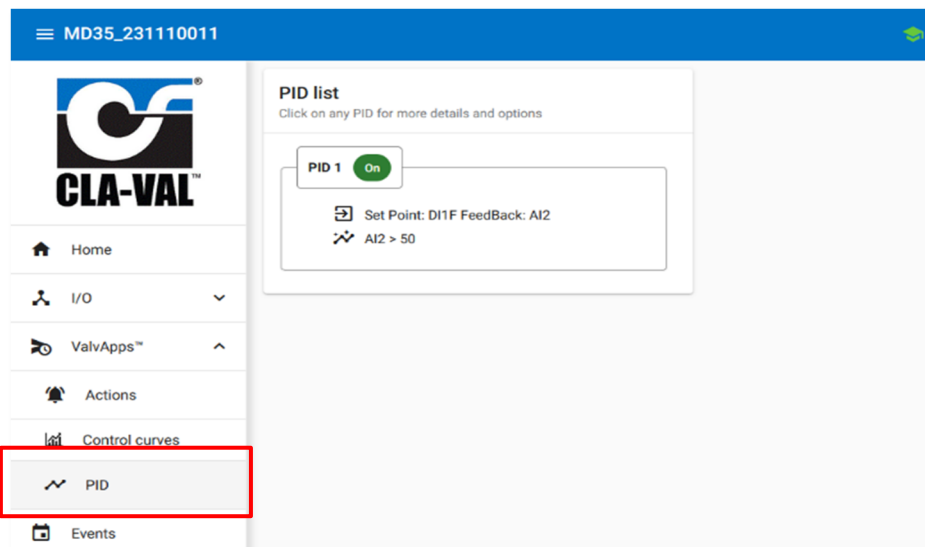 MD35_231110011
CLA-VAL™
Home
I/O
ValvApps™
Actions
Control curves
PID
Events
PID list
Click on any PID for more details and options
PID 1 On
Set Point: DI1F FeedBack: AI2
AI2 > 50